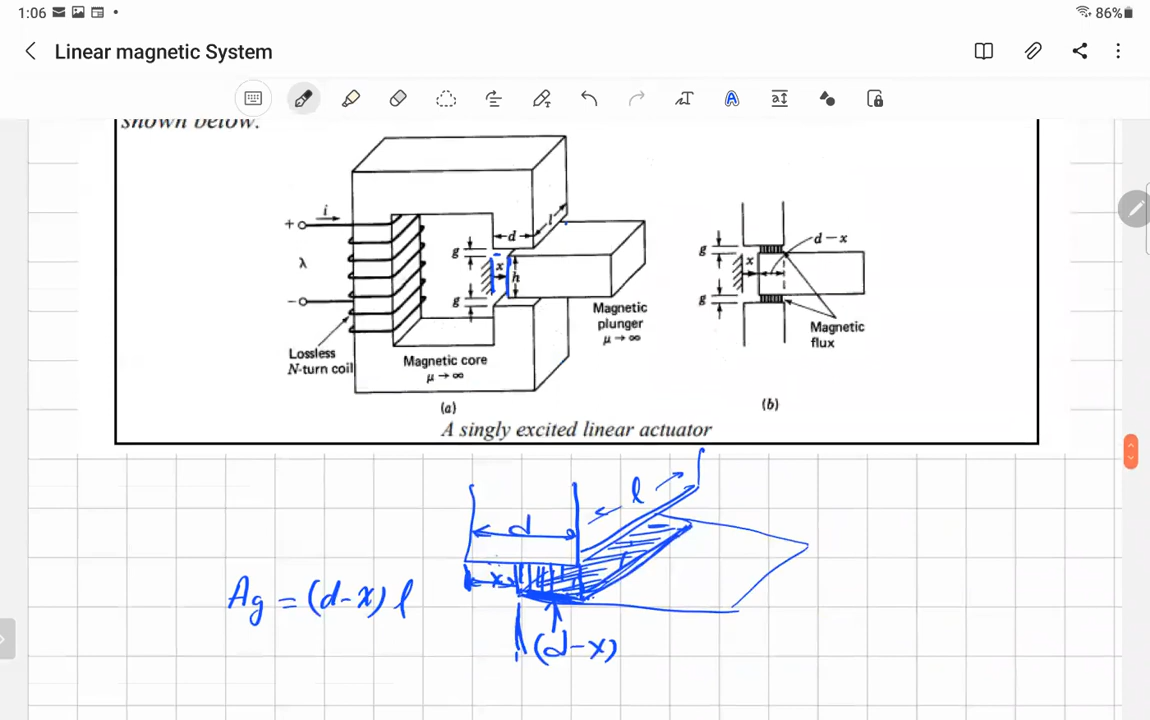 1:06
86%
Linear magnetic System
shown below.
i
+
λ
−
d
l
g
x
h
g
Lossless
N-turn coil
Magnetic core
μ → ∞
Magnetic
plunger
μ → ∞
(a)
d−x
g
x
g
Magnetic
flux
(b)
A singly excited linear actuator
l
d
x
Ag = (d-x) l
(d-x)